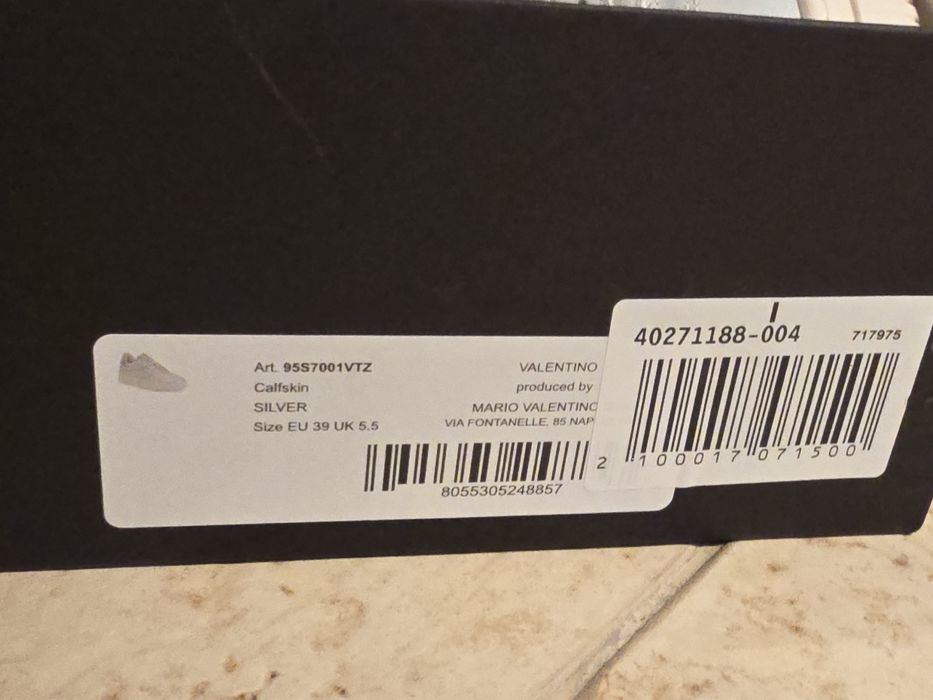 Art. 95S7001VTZ
Calfskin
SILVER
Size EU 39 UK 5.5
VALENTINO
produced by
MARIO VALENTINO
VIA FONTANELLE, 85 NAP
8055305248857
40271188-004
717975
2 100017 071500